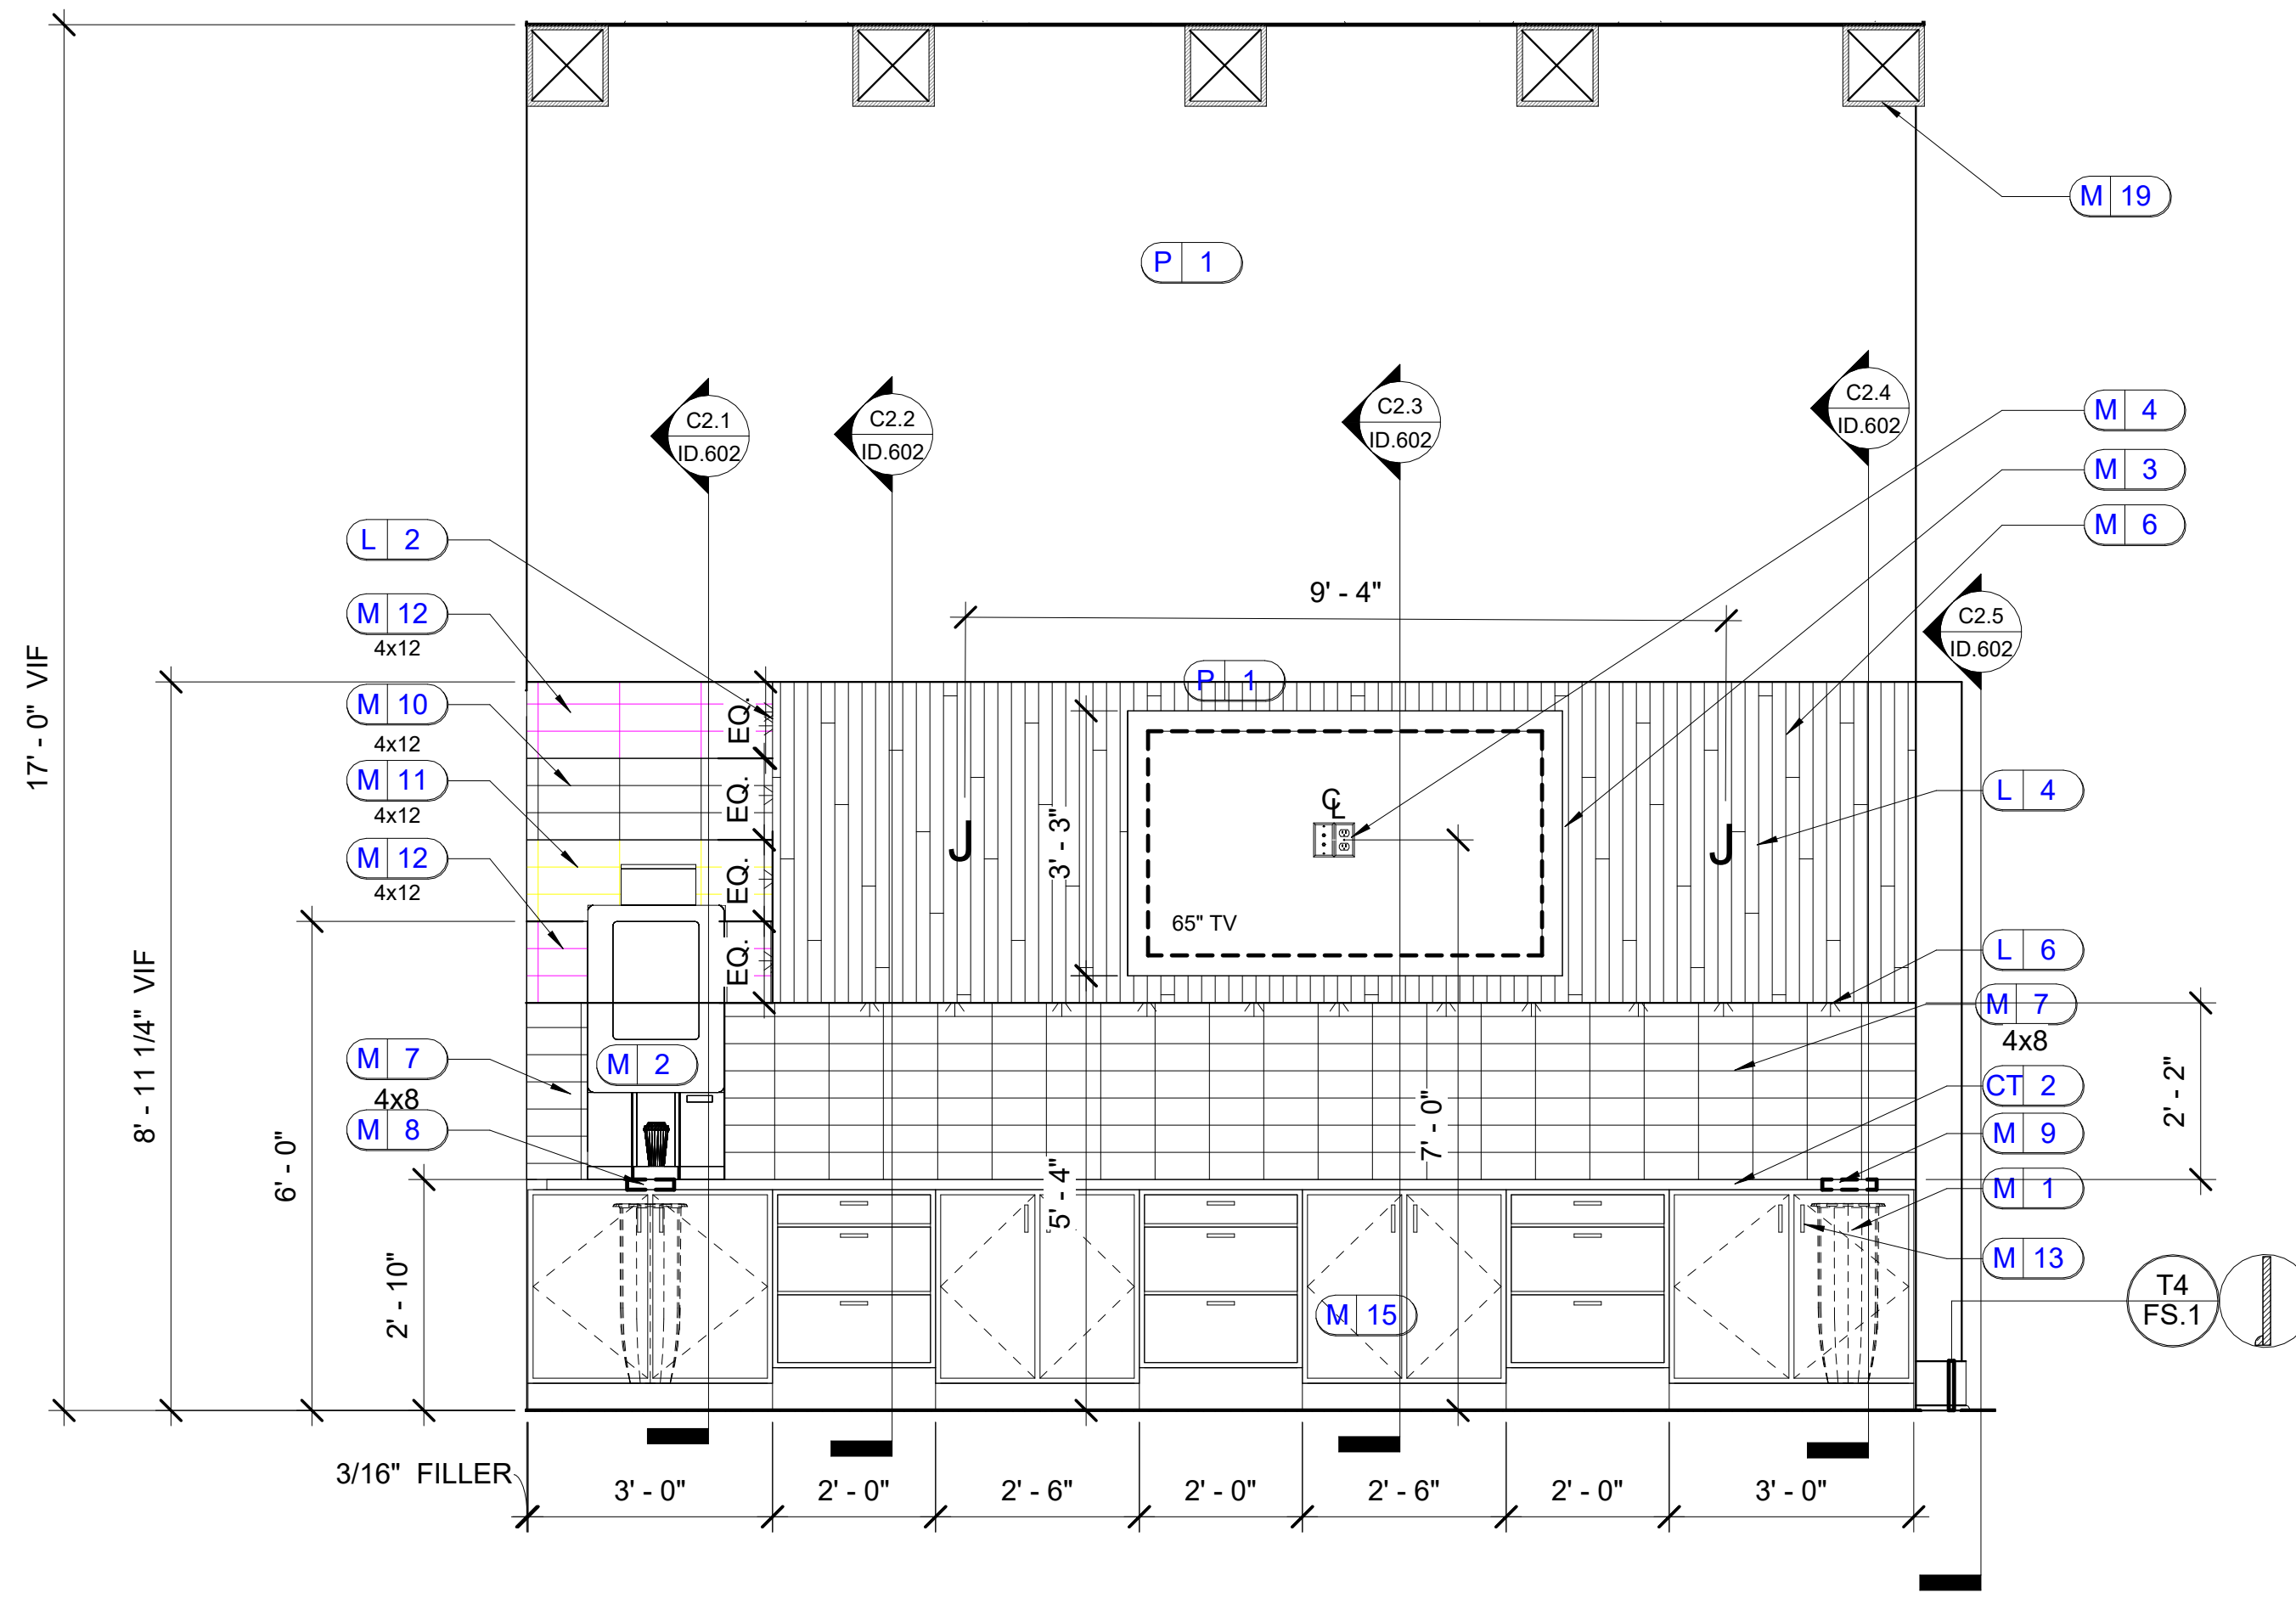 M 19
P 1
C2.1
ID.602
C2.2
ID.602
C2.3
ID.602
C2.4
ID.602
M 4
M 3
M 6
L 2
9' - 4"
C2.5
ID.602
M 12
4x12
17' - 0" VIF
P 1
M 10
4x12
EQ.
M 11
4x12
EQ.
L 4
CL
J
J
3' - 3"
M 12
4x12
EQ.
65" TV
EQ.
L 6
8' - 11 1/4" VIF
M 7
4x8
M 7
4x8
M 2
CT 2
2' - 2"
M 8
M 9
7' - 0"
6' - 0"
5' - 4"
M 1
M 13
2' - 10"
M 15
T4
FS.1
3/16" FILLER
3' - 0"
2' - 0"
2' - 6"
2' - 0"
2' - 6"
2' - 0"
3' - 0"